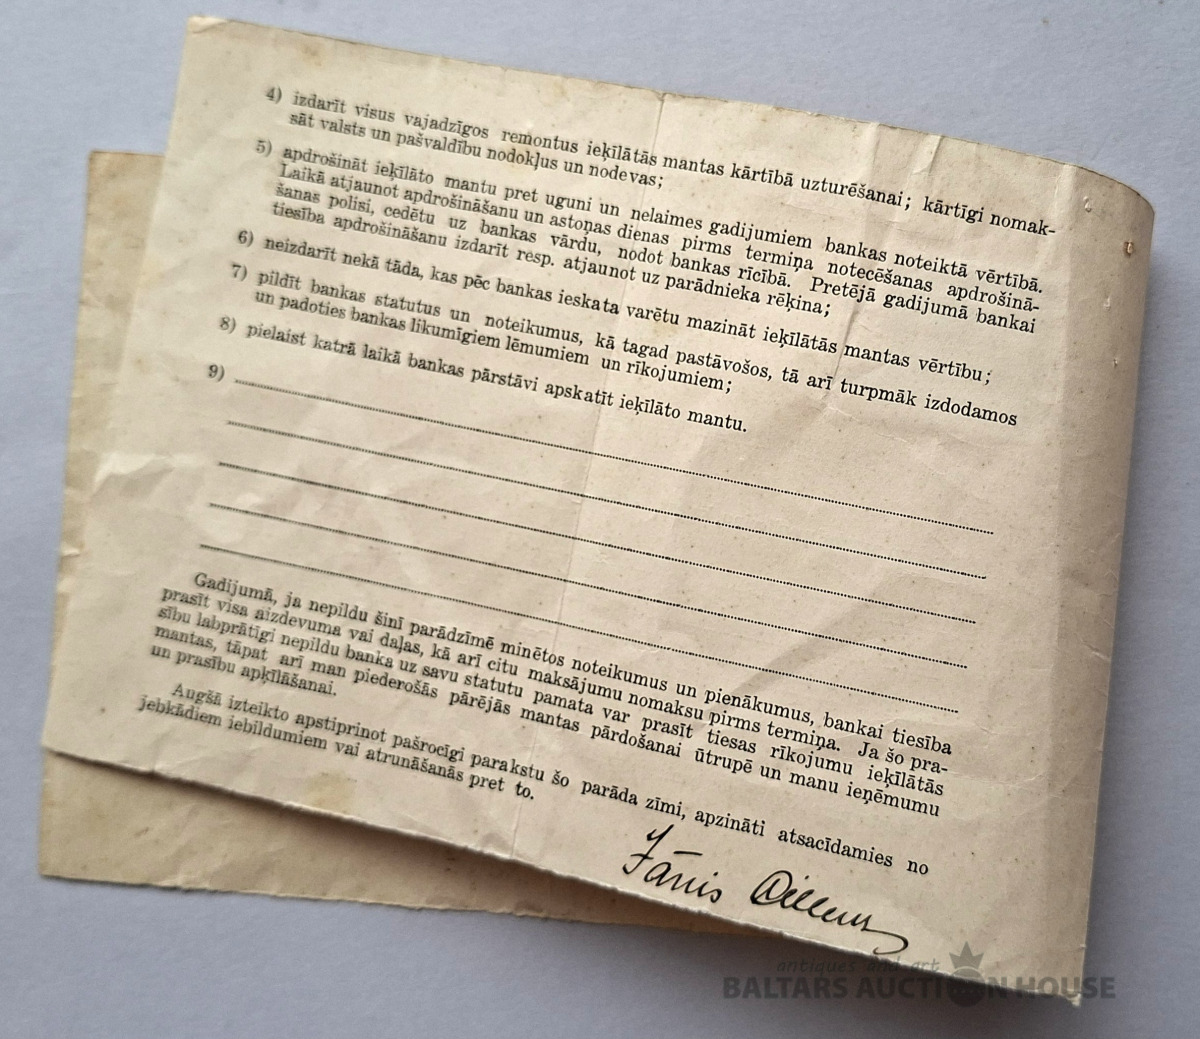 4) izdarīt visus vajadzīgos remontus ieķīlātās mantas kārtībā uzturēšanai; kārtīgi nomak-
sāt valsts un pašvaldību nodokļus un nodevas;
5) apdrošināt ieķīlāto mantu pret uguni un nelaimes gadijumiem bankas noteiktā vērtībā.
Laikā atjaunot apdrošināšanu un astoņas dienas pirms termiņa notecēšanas apdrošinā-
šanas polisi, cedētu uz bankas vārdu, nodot bankas rīcībā. Pretējā gadijumā bankai
tiesība apdrošināšanu izdarīt resp. atjaunot uz parādnieka rēķina;
6) neizdarīt nekā tāda, kas pēc bankas ieskata varētu mazināt ieķīlātās mantas vērtību;
7) pildīt bankas statutus un noteikumus, kā tagad pastāvošos, tā arī turpmāk izdodamos
un padoties bankas likumīgiem lēmumiem un rīkojumiem;
8) pielaist katrā laikā bankas pārstāvi apskatīt ieķīlāto mantu.
9)
Gadijumā, ja nepildu šinī parādzīmē minētos noteikumus un pienākumus, bankai tiesība
prasīt visa aizdevuma vai daļas, kā arī citu maksājumu nomaksu pirms termiņa. Ja šo pra-
sību labprātīgi nepildu banka uz savu statutu pamata var prasīt tiesas rīkojumu ieķīlātās
mantas, tāpat arī man piederošās pārējās mantas pārdošanai ūtrupē un manu ieņēmumu
un prasību apķīlāšanai.
Augšā izteikto apstiprinot pašrocīgi parakstu šo parāda zīmi, apzināti atsacīdamies no
jebkādiem iebildumiem vai atrunāšanās pret to.
Jānis
antiques and art
BALTARS AUCTION HOUSE